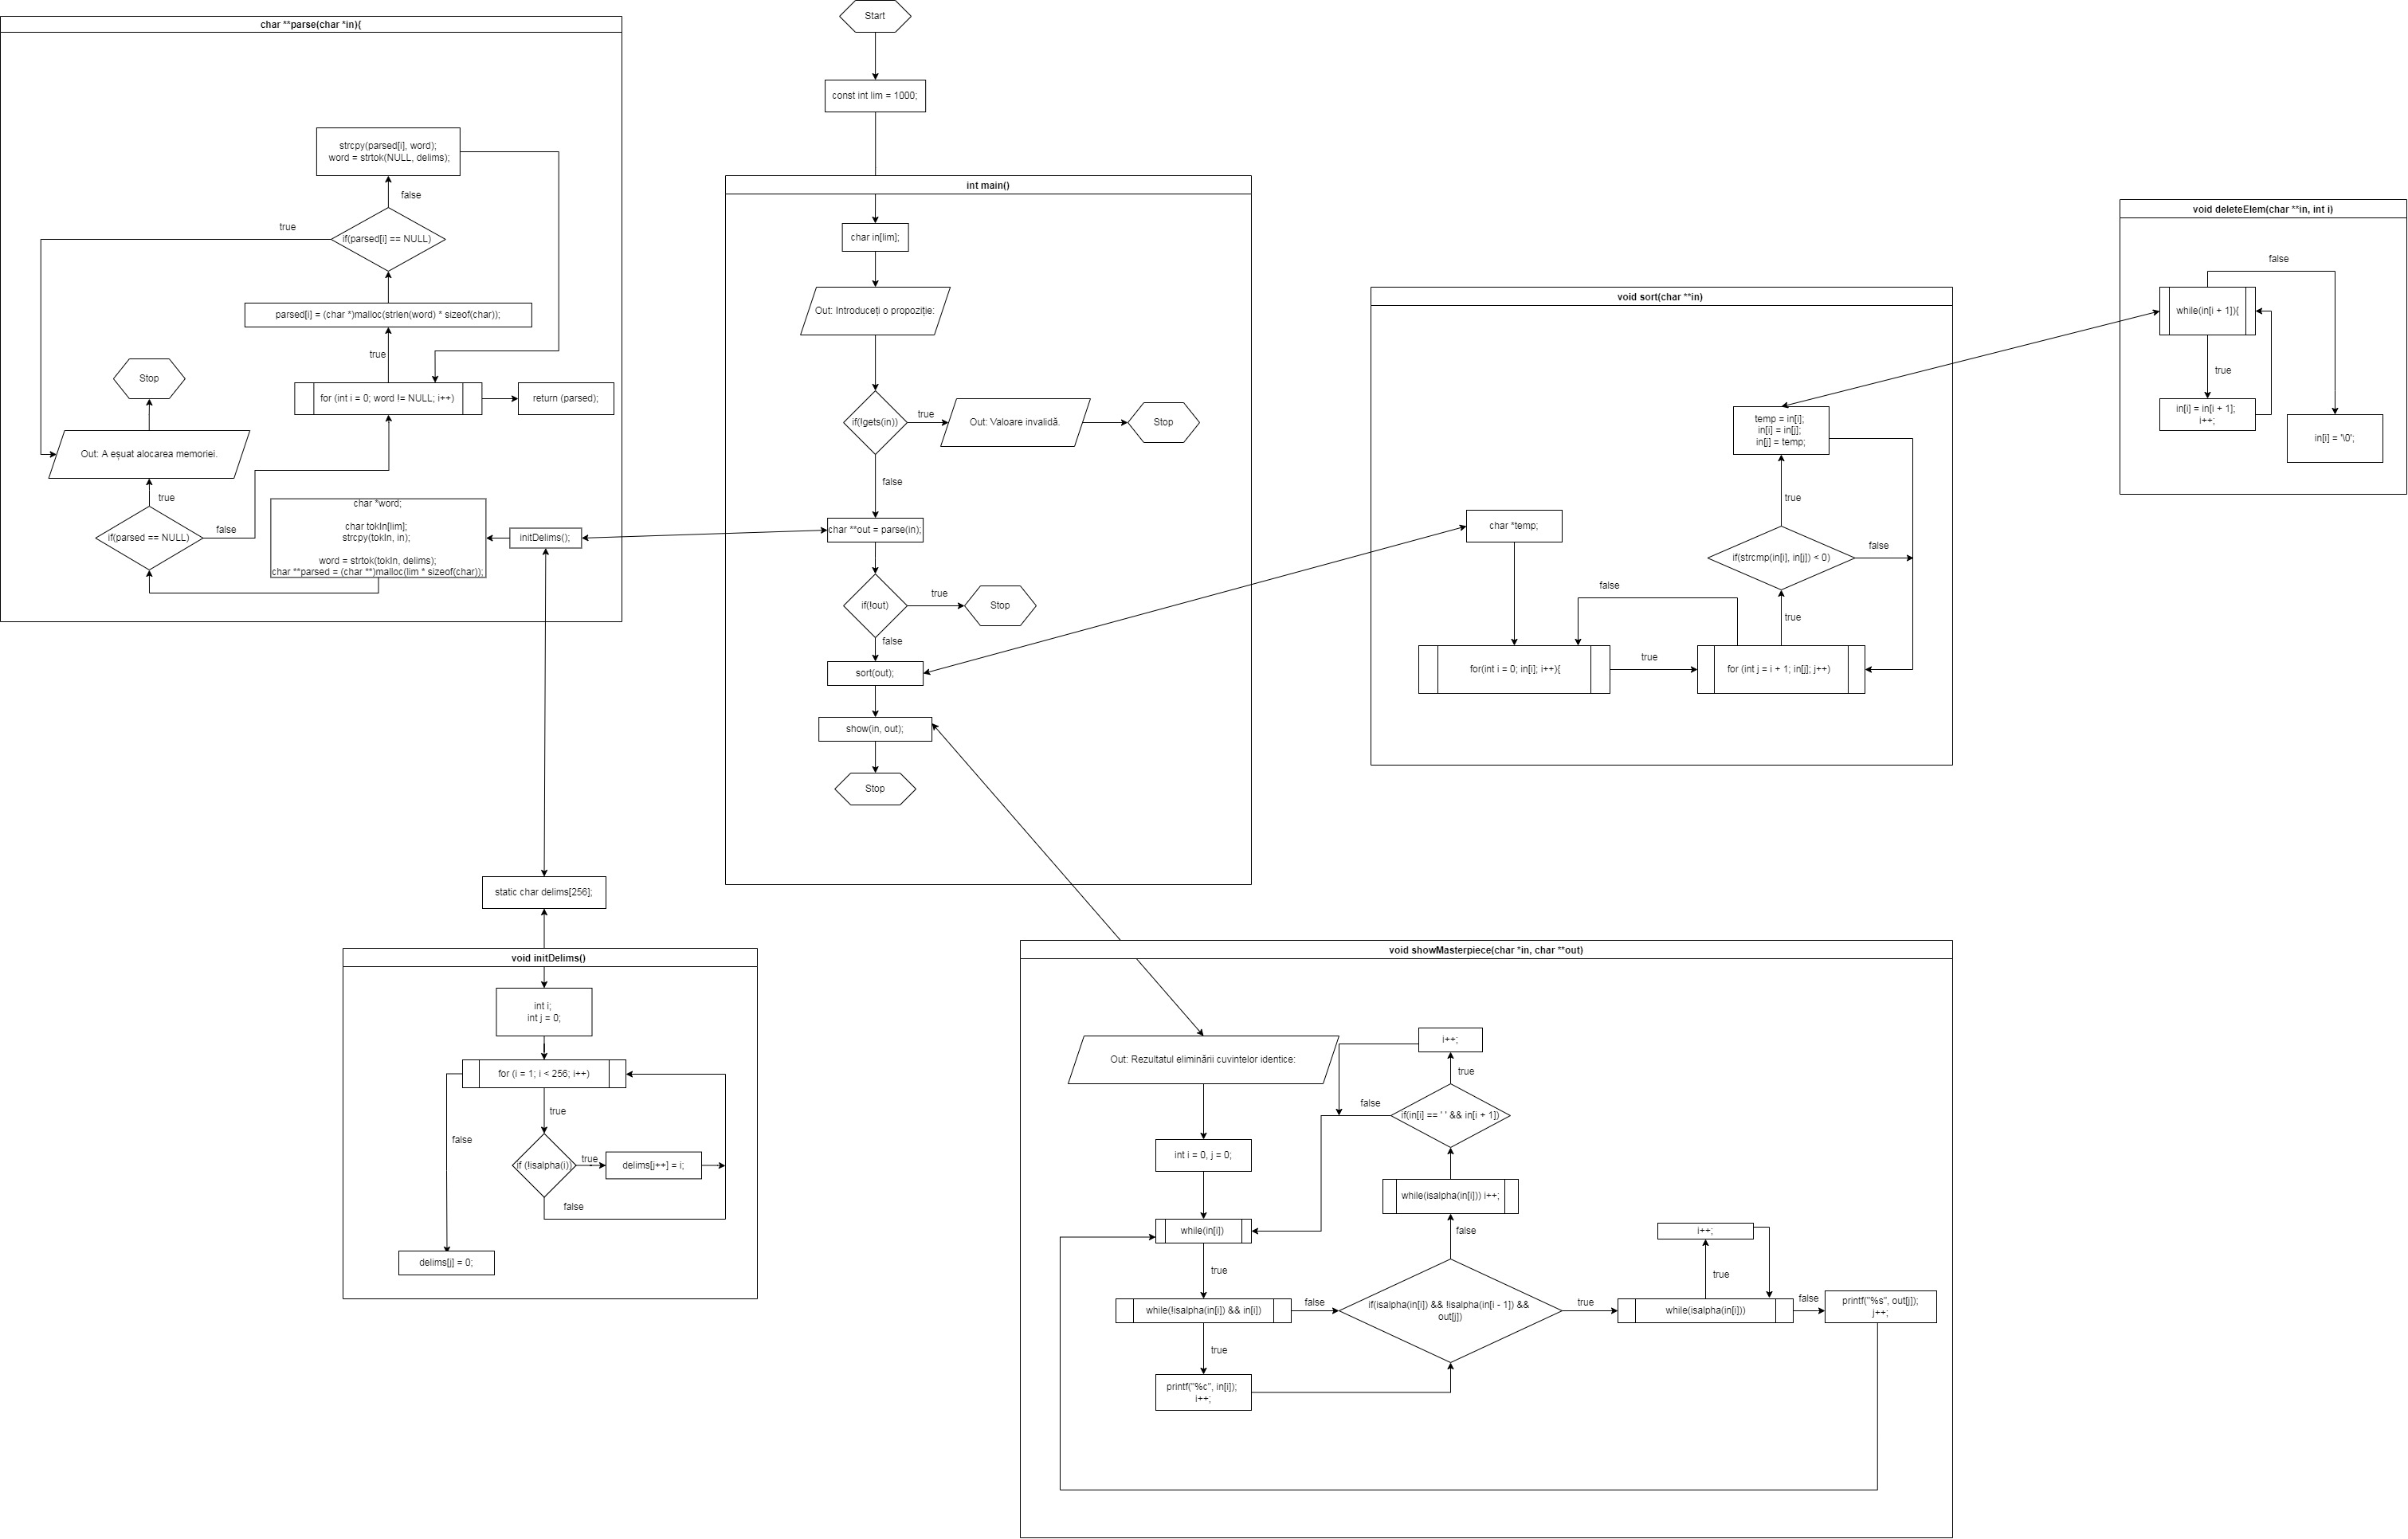 char **parse(char *in){
strcpy(parsed[i], word);
word = strtok(NULL, delims);
false
true
if(parsed[i] == NULL)
parsed[i] = (char *)malloc(strlen(word) * sizeof(char));
true
Stop
for (int i = 0; word != NULL; i++)
return (parsed);
Out: A eșuat alocarea memoriei.
true
if(parsed == NULL)
false
char *word;
char tokIn[lim];
strcpy(tokIn, in);
word = strtok(tokIn, delims);
char **parsed = (char **)malloc(lim * sizeof(char));
initDelims();
Start
const int lim = 1000;
int main()
char in[lim];
Out: Introduceți o propoziție:
if(!gets(in))
true
Out: Valoare invalidă.
Stop
false
char **out = parse(in);
if(!out)
true
Stop
false
sort(out);
show(in, out);
Stop
void sort(char **in)
temp = in[i];
in[i] = in[j];
in[j] = temp;
true
char *temp;
if(strcmp(in[i], in[j]) < 0)
false
false
true
for(int i = 0; in[i]; i++){
true
for (int j = i + 1; in[j]; j++)
void deleteElem(char **in, int i)
false
while(in[i + 1]){
true
in[i] = in[i + 1];
i++;
in[i] = '\0';
static char delims[256];
void initDelims()
int i;
int j = 0;
for (i = 1; i < 256; i++)
true
false
if (!isalpha(i))
true
delims[j++] = i;
false
delims[j] = 0;
void showMasterpiece(char *in, char **out)
Out: Rezultatul eliminării cuvintelor identice:
i++;
true
false
if(in[i] == ' ' && in[i + 1])
int i = 0, j = 0;
while(isalpha(in[i])) i++;
while(in[i])
false
i++;
true
true
while(!isalpha(in[i]) && in[i])
false
if(isalpha(in[i]) && !isalpha(in[i - 1]) &&
out[j])
true
while(isalpha(in[i]))
false
printf("%s", out[j]);
j++;
true
printf("%c", in[i]);
i++;